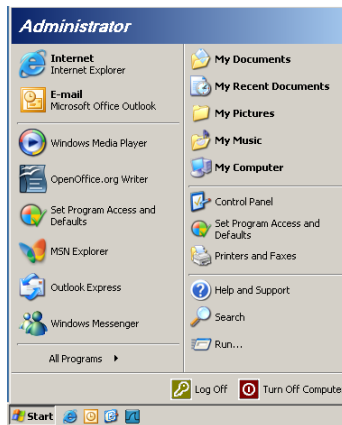 Administrator
Internet
Internet Explorer
E-mail
Microsoft Office Outlook
Windows Media Player
OpenOffice.org Writer
Set Program Access and
Defaults
MSN Explorer
Outlook Express
Windows Messenger
All Programs
My Documents
My Recent Documents
My Pictures
My Music
My Computer
Control Panel
Set Program Access and
Defaults
Printers and Faxes
Help and Support
Search
Run...
Log Off
Turn Off Compute
Start